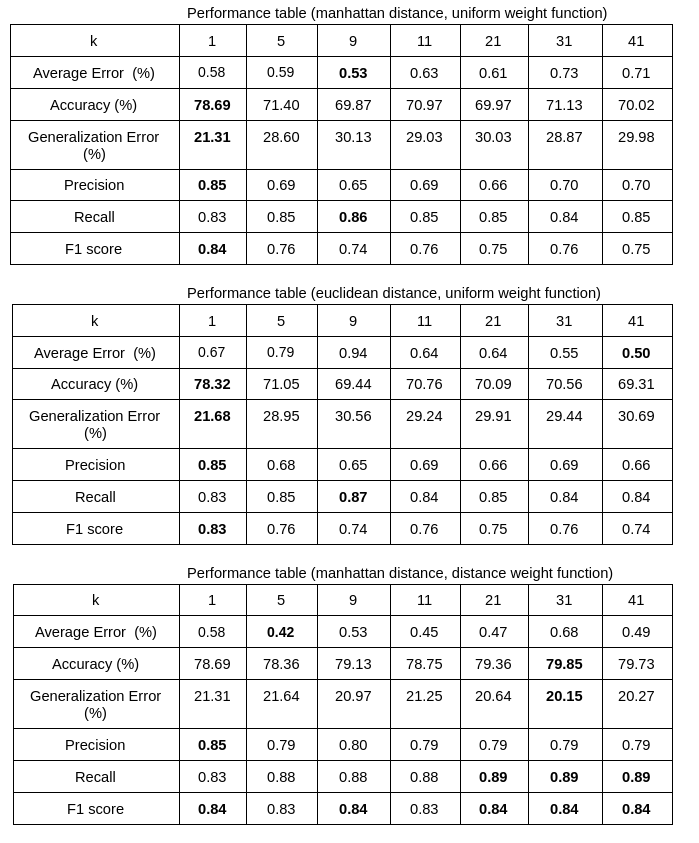 Performance table (manhattan distance, uniform weight function)
k 1 5 9 11 21 31 41
Average Error (%) 0.58 0.59 0.53 0.63 0.61 0.73 0.71
Accuracy (%) 78.69 71.40 69.87 70.97 69.97 71.13 70.02
Generalization Error 21.31 28.60 30.13 29.03 30.03 28.87 29.98
(%)
Precision 0.85 0.69 0.65 0.69 0.66 0.70 0.70
Recall 0.83 0.85 0.86 0.85 0.85 0.84 0.85
F1 score 0.84 0.76 0.74 0.76 0.75 0.76 0.75
Performance table (euclidean distance, uniform weight function)
k 1 5 9 11 21 31 41
Average Error (%) 0.67 0.79 0.94 0.64 0.64 0.55 0.50
Accuracy (%) 78.32 71.05 69.44 70.76 70.09 70.56 69.31
Generalization Error 21.68 28.95 30.56 29.24 29.91 29.44 30.69
(%)
Precision 0.85 0.68 0.65 0.69 0.66 0.69 0.66
Recall 0.83 0.85 0.87 0.84 0.85 0.84 0.84
F1 score 0.83 0.76 0.74 0.76 0.75 0.76 0.74
Performance table (manhattan distance, distance weight function)
k 1 5 9 11 21 31 41
Average Error (%) 0.58 0.42 0.53 0.45 0.47 0.68 0.49
Accuracy (%) 78.69 78.36 79.13 78.75 79.36 79.85 79.73
Generalization Error 21.31 21.64 20.97 21.25 20.64 20.15 20.27
(%)
Precision 0.85 0.79 0.80 0.79 0.79 0.79 0.79
Recall 0.83 0.88 0.88 0.88 0.89 0.89 0.89
F1 score 0.84 0.83 0.84 0.83 0.84 0.84 0.84